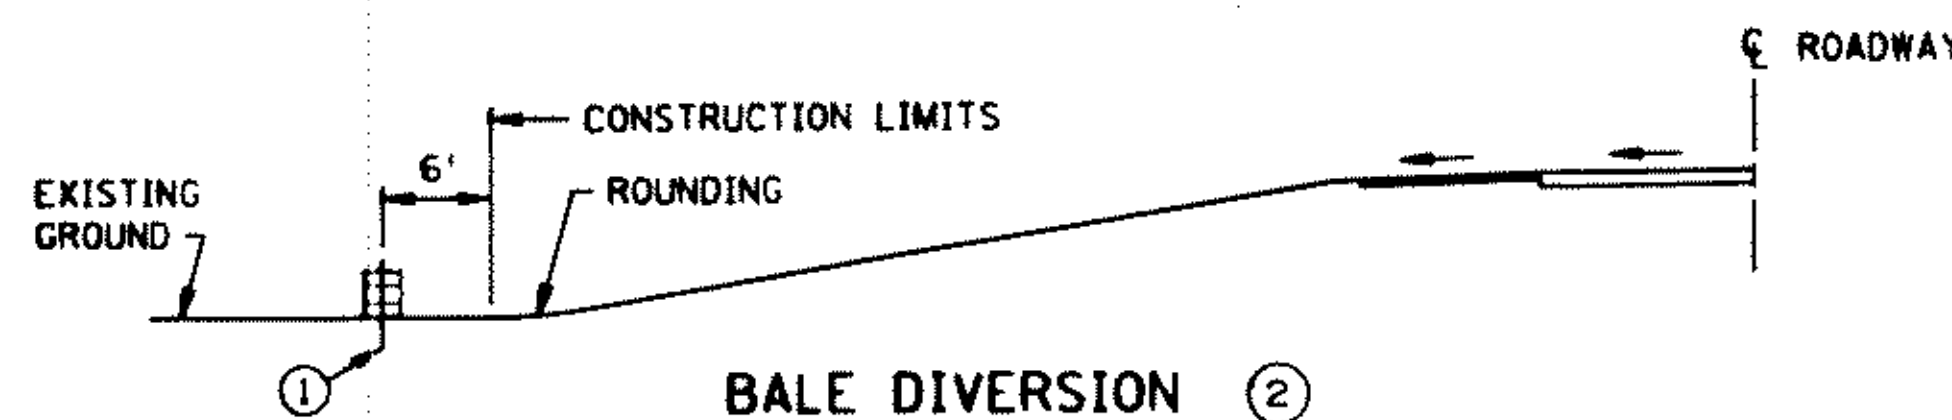 ℄ ROADWAY
CONSTRUCTION LIMITS
6'
EXISTING
GROUND
ROUNDING
1
BALE DIVERSION 2